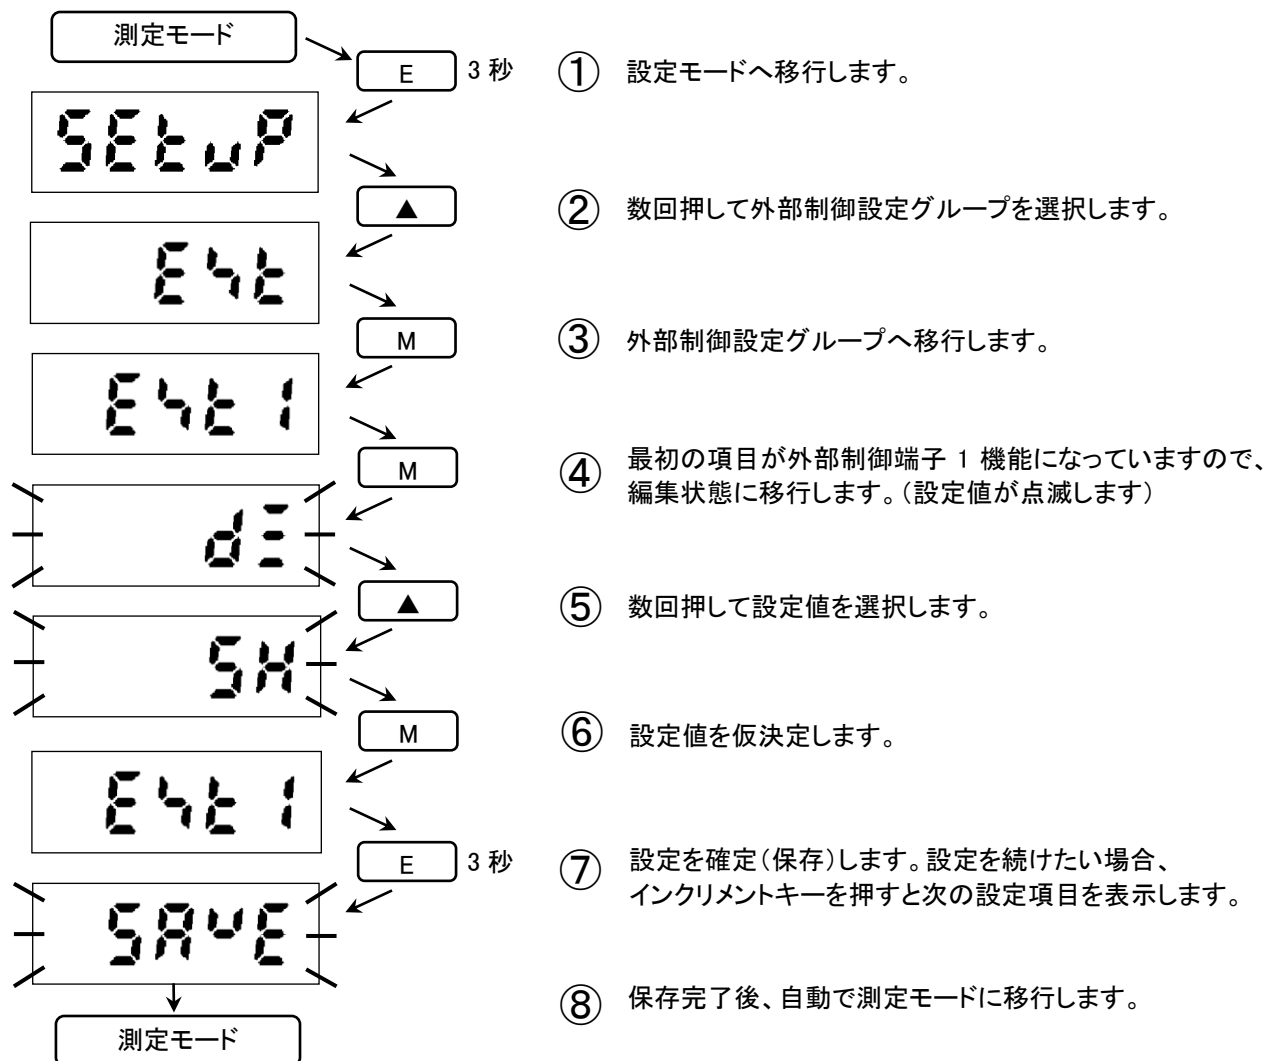 測定モード
E 3 秒 ① 設定モードへ移行します。
SEtuP
▲ ② 数回押して外部制御設定グループを選択します。
M ③ 外部制御設定グループへ移行します。
M ④ 最初の項目が外部制御端子 1 機能になっていますので、
編集状態に移行します。(設定値が点滅します)
▲ ⑤ 数回押して設定値を選択します。
SH
M ⑥ 設定値を仮決定します。
E 3 秒 ⑦ 設定を確定(保存)します。設定を続けたい場合、
インクリメントキーを押すと次の設定項目を表示します。
SAvE
⑧ 保存完了後、自動で測定モードに移行します。
測定モード